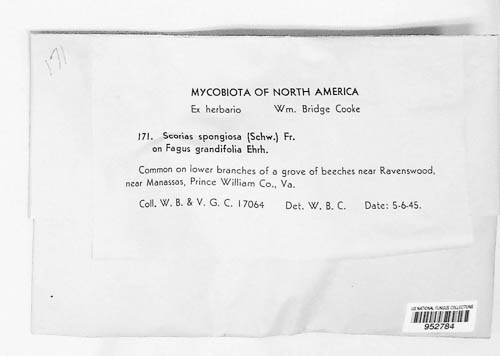 171
MYCOBIOTA OF NORTH AMERICA
Ex herbario Wm. Bridge Cooke
171. Scorias spongiosa (Schw.) Fr.
on Fagus grandifolia Ehrh.
Common on lower branches of a grove of beeches near Ravenswood,
near Manassas, Prince William Co., Va.
Coll. W. B. & V. G. C. 17064 Det. W. B. C. Date: 5-6-45.
US NATIONAL FUNGUS COLLECTIONS
952784